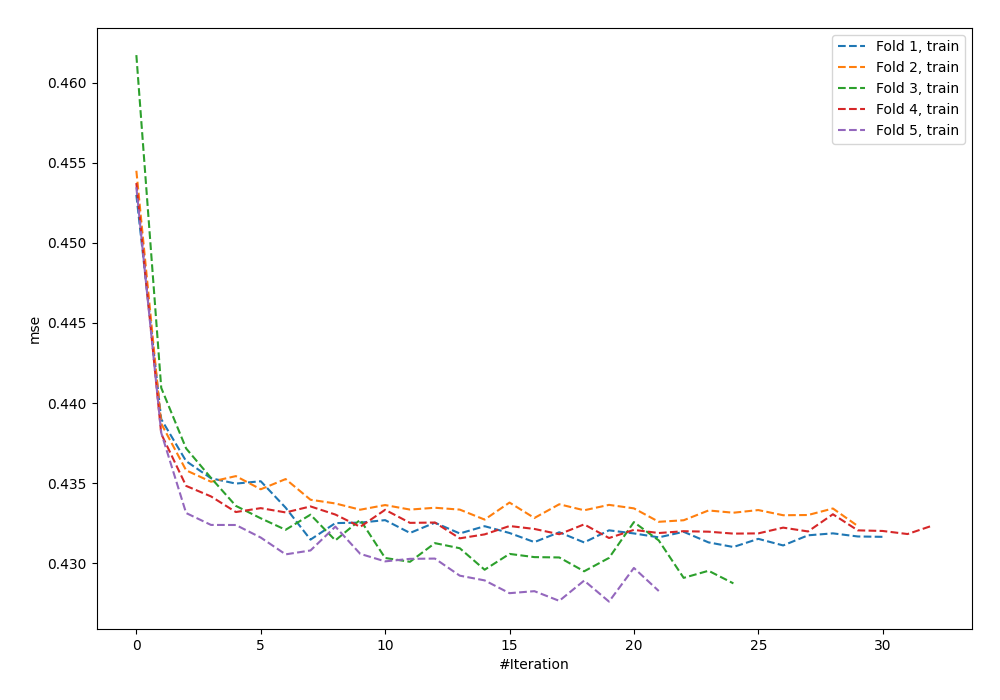 Fold 1, train
Fold 2, train
Fold 3, train
Fold 4, train
Fold 5, train
0.460
0.455
0.450
0.445
0.440
0.435
0.430
mse
0 5 10 15 20 25 30
#Iteration